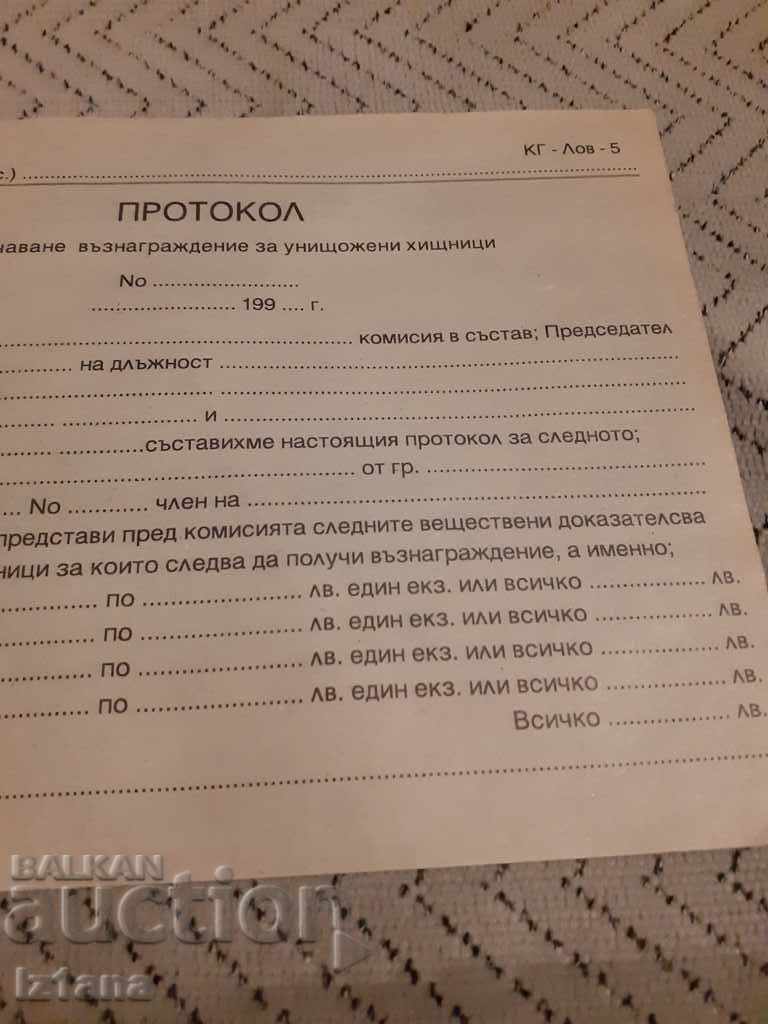 КГ - Лов - 5
с.) ........................
ПРОТОКОЛ
чаване възнаграждение за унищожени хищници
No ........................
........................ 199 .... г.
........................ комисия в състав; Председател
............ на длъжност ........................
........................ ........................
............ ........................ и ........................
............ ............съставихме настоящия протокол за следното;
........................ от гр. ........................
.... No ............ член на ........................
представи пред комисията следните веществени доказателсва
ници за които следва да получи възнаграждение, а именно;
............ по ........................ лв. един екз. или всичко .................. лв.
............ по ........................ лв. един екз. или всичко .................. лв.
............ по ........................ лв. един екз. или всичко .................. лв.
............ по ........................ лв. един екз. или всичко .................. лв.
Всичко .................. лв.
........................
BALKAN
auction
Iz1ana